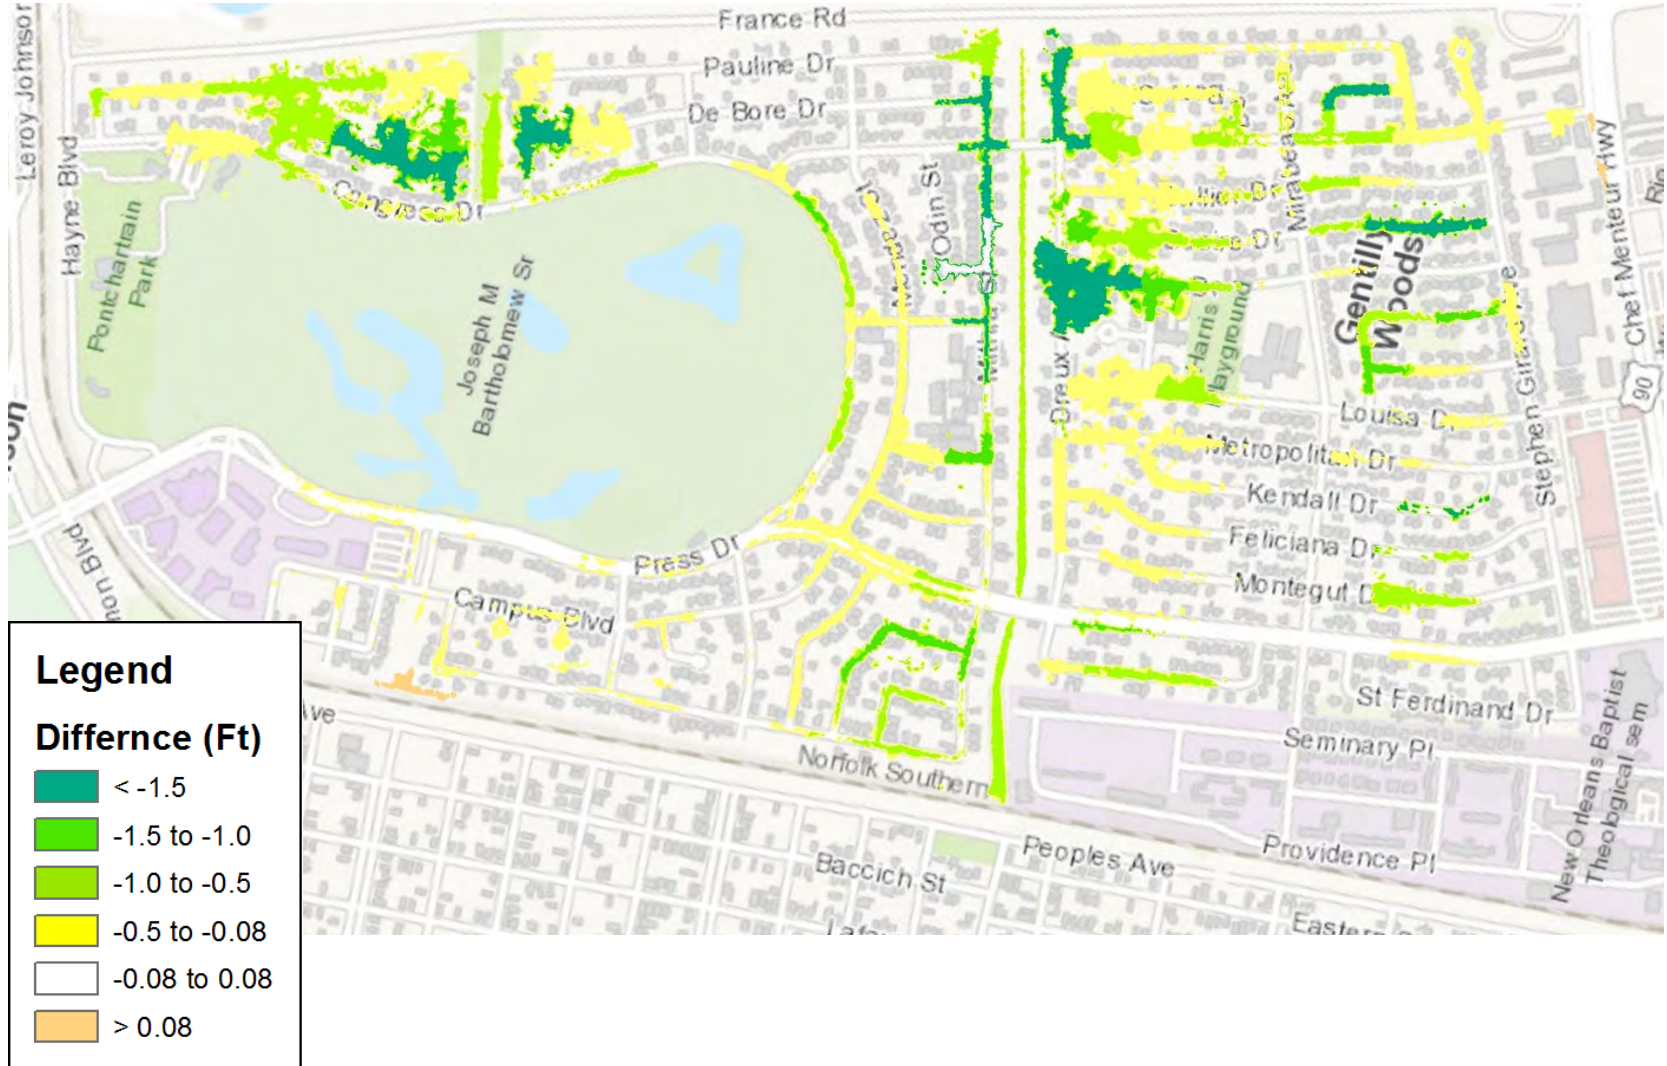 France Rd
Pauline Dr
De Bore Dr
Leroy Johnson
Hayne Blvd
Pontchartrain
Park
Congress Dr
Joseph M
Bartholomew Sr
Odin St
St
Mirabeau Ave
Gentilly
Woods
Harris
Playground
Chef Menteur Hwy
90
Stephen Girard Ave
Louisa Dr
Metropolitan Dr
Kendall Dr
Feliciana Dr
Montegut D
Press Dr
Campus Blvd
St Ferdinand Dr
Seminary Pl
Norfolk Southern
Ave
Peoples Ave
Providence Pl
Baccich St
New Orleans Baptist
Theological sem
Legend
Differnce (Ft)
< -1.5
-1.5 to -1.0
-1.0 to -0.5
-0.5 to -0.08
-0.08 to 0.08
> 0.08